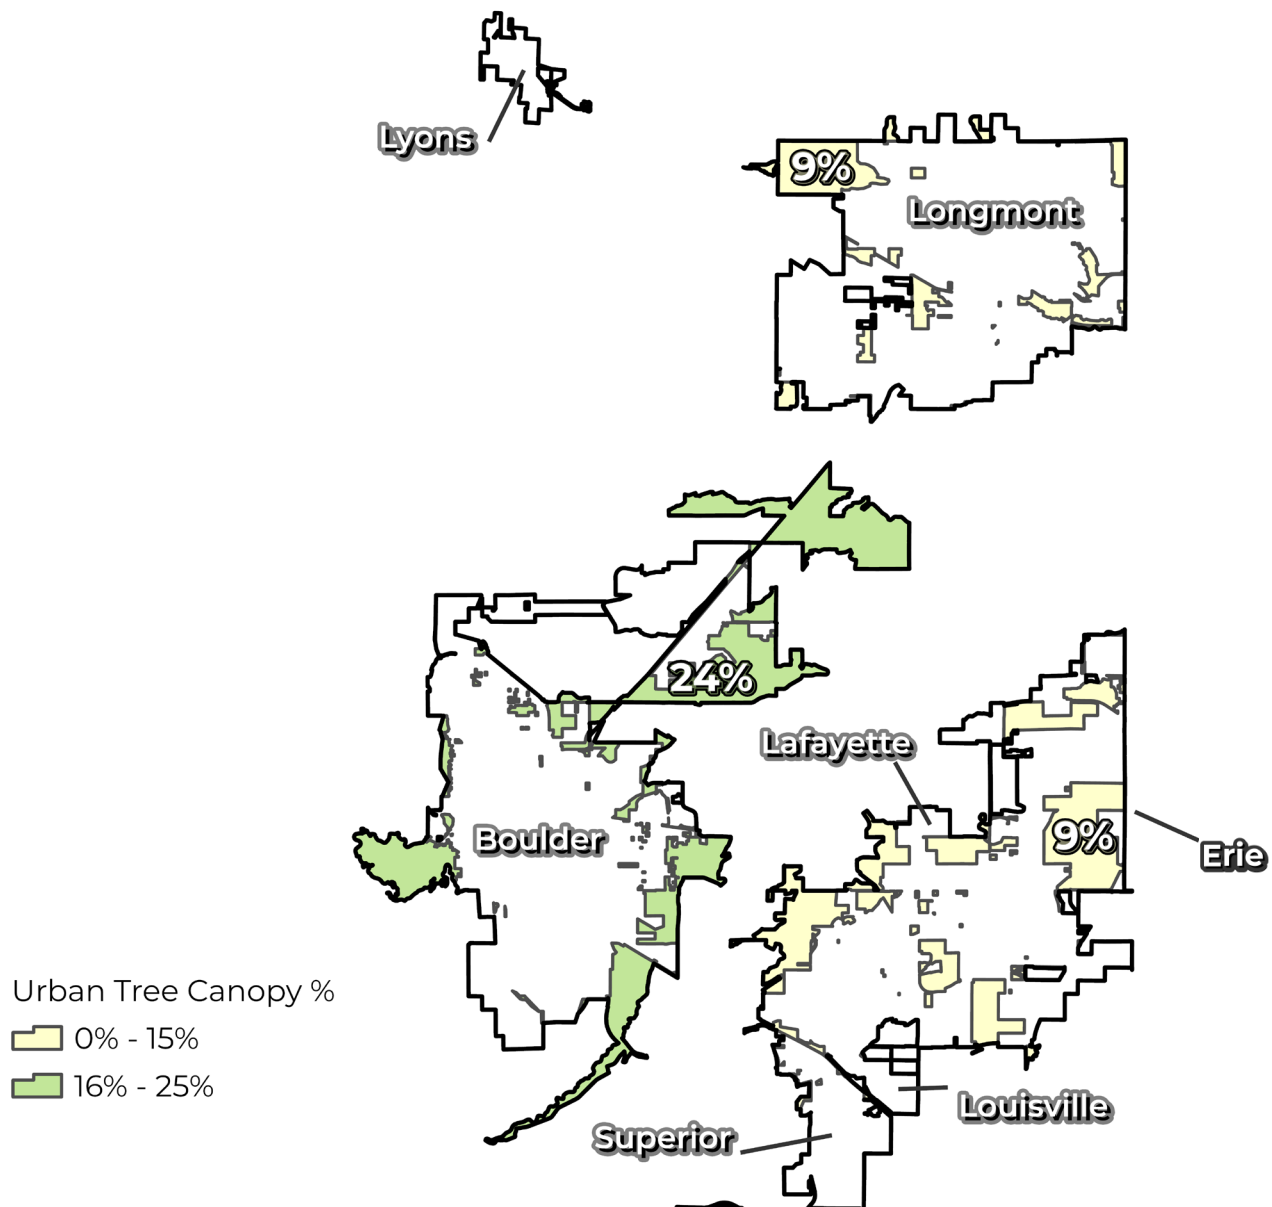 Lyons
9%
Longmont
24%
Lafayette
Boulder
9%
Erie
Urban Tree Canopy %
0% - 15%
16% - 25%
Louisville
Superior